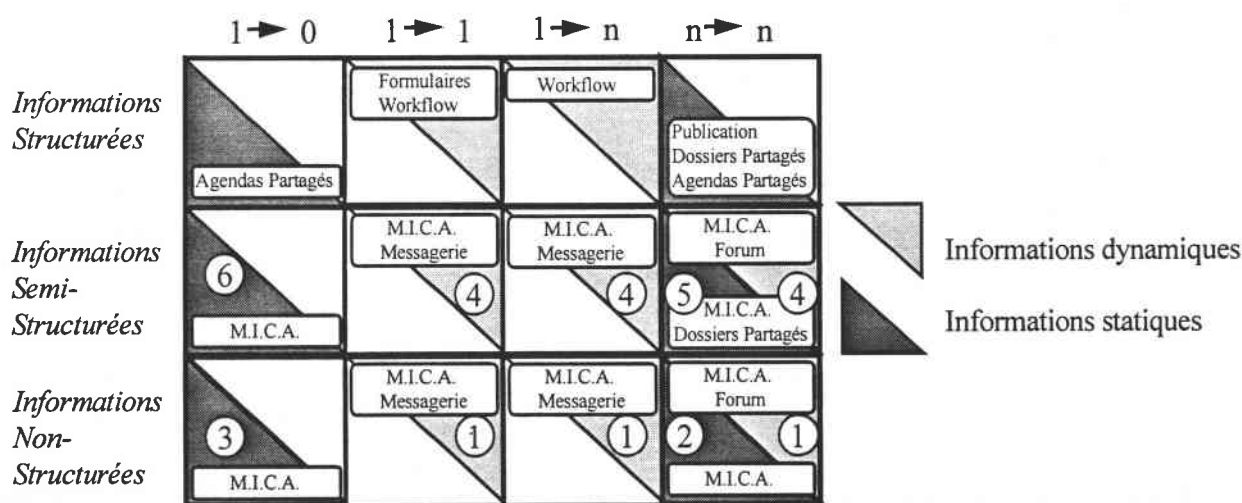 1 → 0
1 → 1
1 → n
n → n
Informations
Structurées
Agendas Partagés
Formulaires
Workflow
Workflow
Publication
Dossiers Partagés
Agendas Partagés
Informations
Semi-
Structurées
6
M.I.C.A.
M.I.C.A.
Messagerie
4
M.I.C.A.
Messagerie
4
M.I.C.A.
Forum
5
4
M.I.C.A.
Dossiers Partagés
Informations
Non-
Structurées
3
M.I.C.A.
M.I.C.A.
Messagerie
1
M.I.C.A.
Messagerie
1
M.I.C.A.
Forum
2
1
M.I.C.A.
Informations dynamiques
Informations statiques